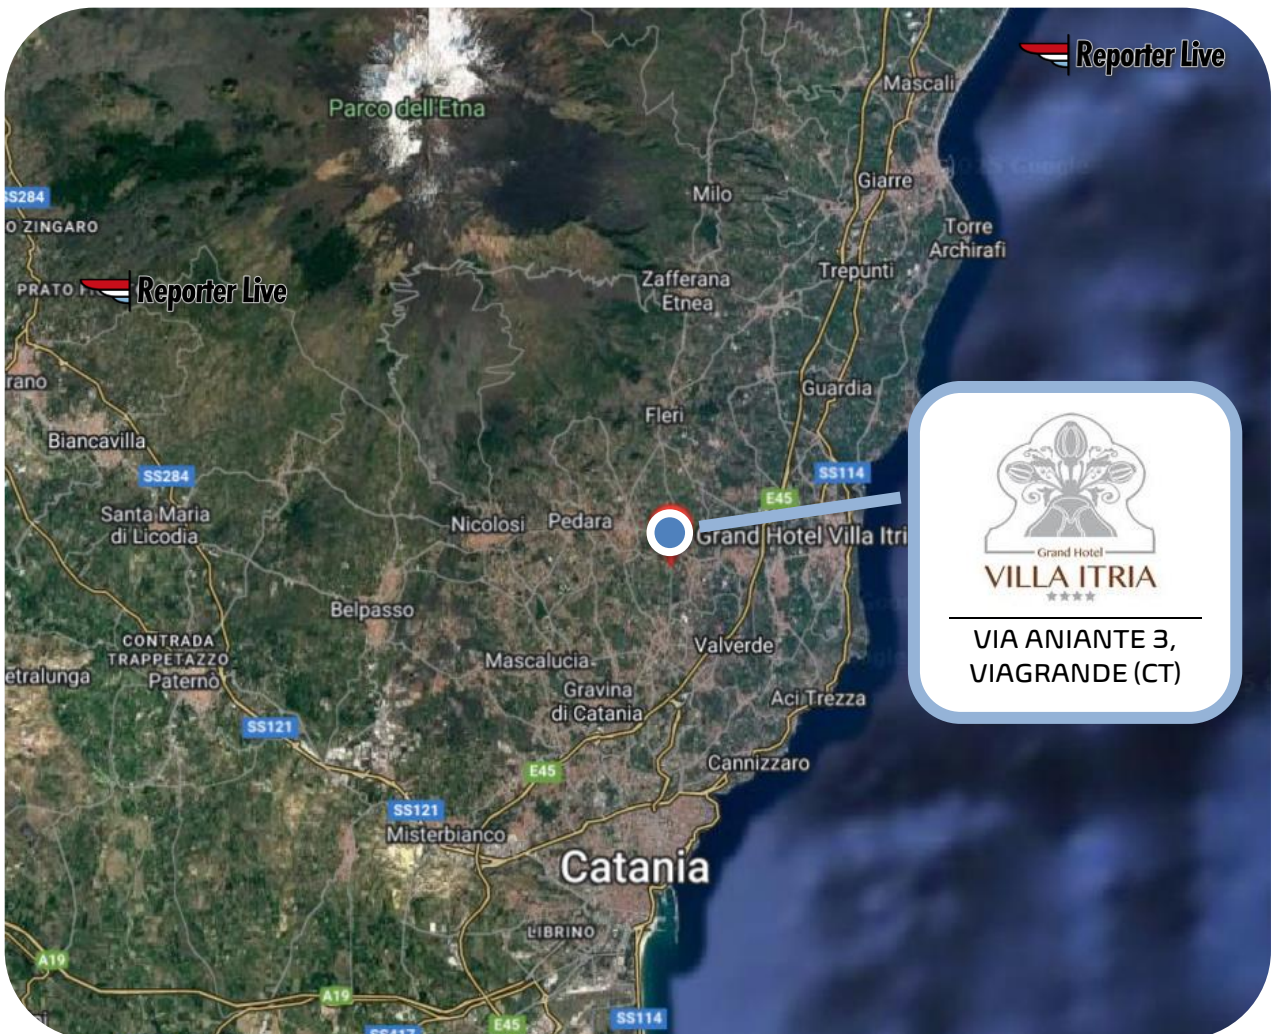 Reporter Live
Mascali
Parco dell'Etna
Giarre
SS284
Milo
O ZINGARO
Torre
Archirafi
Trepunti
Zafferana
Etnea
PRATO
Reporter Live
rano
Guardia
Fleri
Biancavilla
SS284
SS114
E45
Santa Maria
di Licodia
Nicolosi
Pedara
Grand Hotel Villa Itri
Grand Hotel
VILLA ITRIA
VIA ANIANTE 3,
VIAGRANDE (CT)
Belpasso
CONTRADA
TRAPPETAZZO
Valverde
etralunga
Paternò
Mascalucia
Gravina
di Catania
Aci Trezza
SS121
Cannizzaro
E45
SS121
Misterbianco
Catania
LIBRINO
A19
A19
SS417
E45
SS114